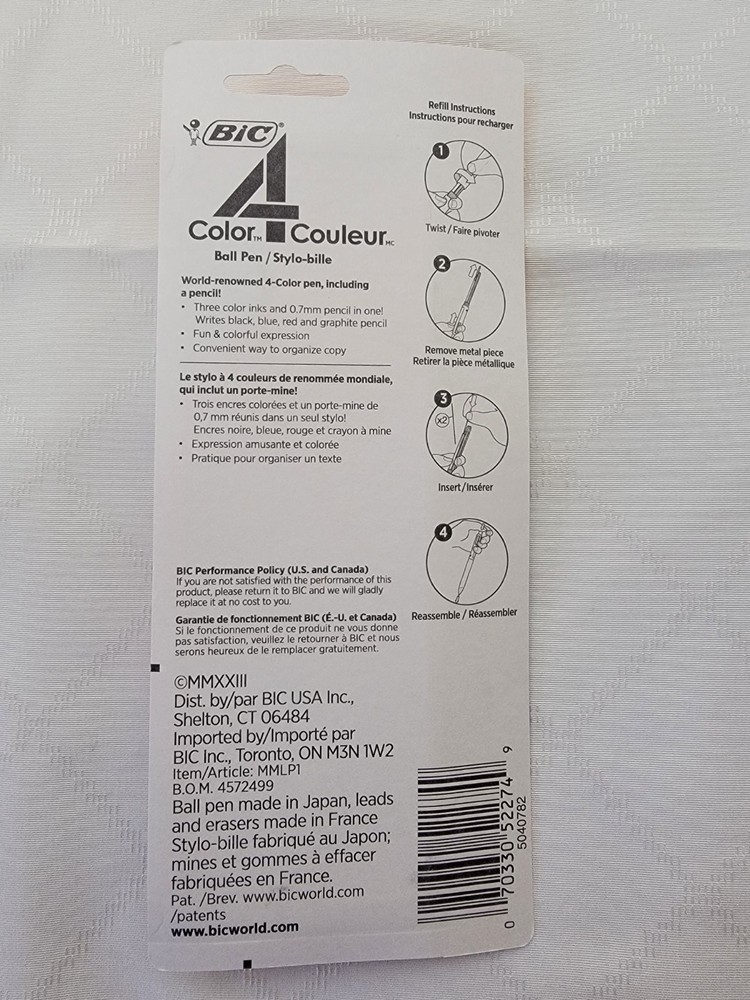 BiC®
4
Color™ Couleur MC
Ball Pen / Stylo-bille
World-renowned 4-Color pen, including
a pencil!
• Three color inks and 0.7mm pencil in one!
Writes black, blue, red and graphite pencil
• Fun & colorful expression
• Convenient way to organize copy
Le stylo à 4 couleurs de renommée mondiale,
qui inclut un porte-mine!
• Trois encres colorées et un porte-mine de
0,7 mm réunis dans un seul stylo!
Encres noire, bleue, rouge et crayon à mine
• Expression amusante et colorée
• Pratique pour organiser un texte
BIC Performance Policy (U.S. and Canada)
If you are not satisfied with the performance of this
product, please return it to BIC and we will gladly
replace it at no cost to you.
Garantie de fonctionnement BIC (É.-U. et Canada)
Si le fonctionnement de ce produit ne vous donne
pas satisfaction, veuillez le retourner à BIC et nous
serons heureux de le remplacer gratuitement.
©MMXXIII
Dist. by/par BIC USA Inc.,
Shelton, CT 06484
Imported by/Importé par
BIC Inc., Toronto, ON M3N 1W2
Item/Article: MMLP1
B.O.M. 4572499
Ball pen made in Japan, leads
and erasers made in France
Stylo-bille fabriqué au Japon;
mines et gommes à effacer
fabriquées en France.
Pat. /Brev. www.bicworld.com
/patents
www.bicworld.com
Refill Instructions
Instructions pour recharger
1
Twist / Faire pivoter
2
Remove metal piece
Retirer la pièce métallique
3
x2
Insert/Insérer
4
Reassemble / Réassembler
0 70330 52274 9
5040782